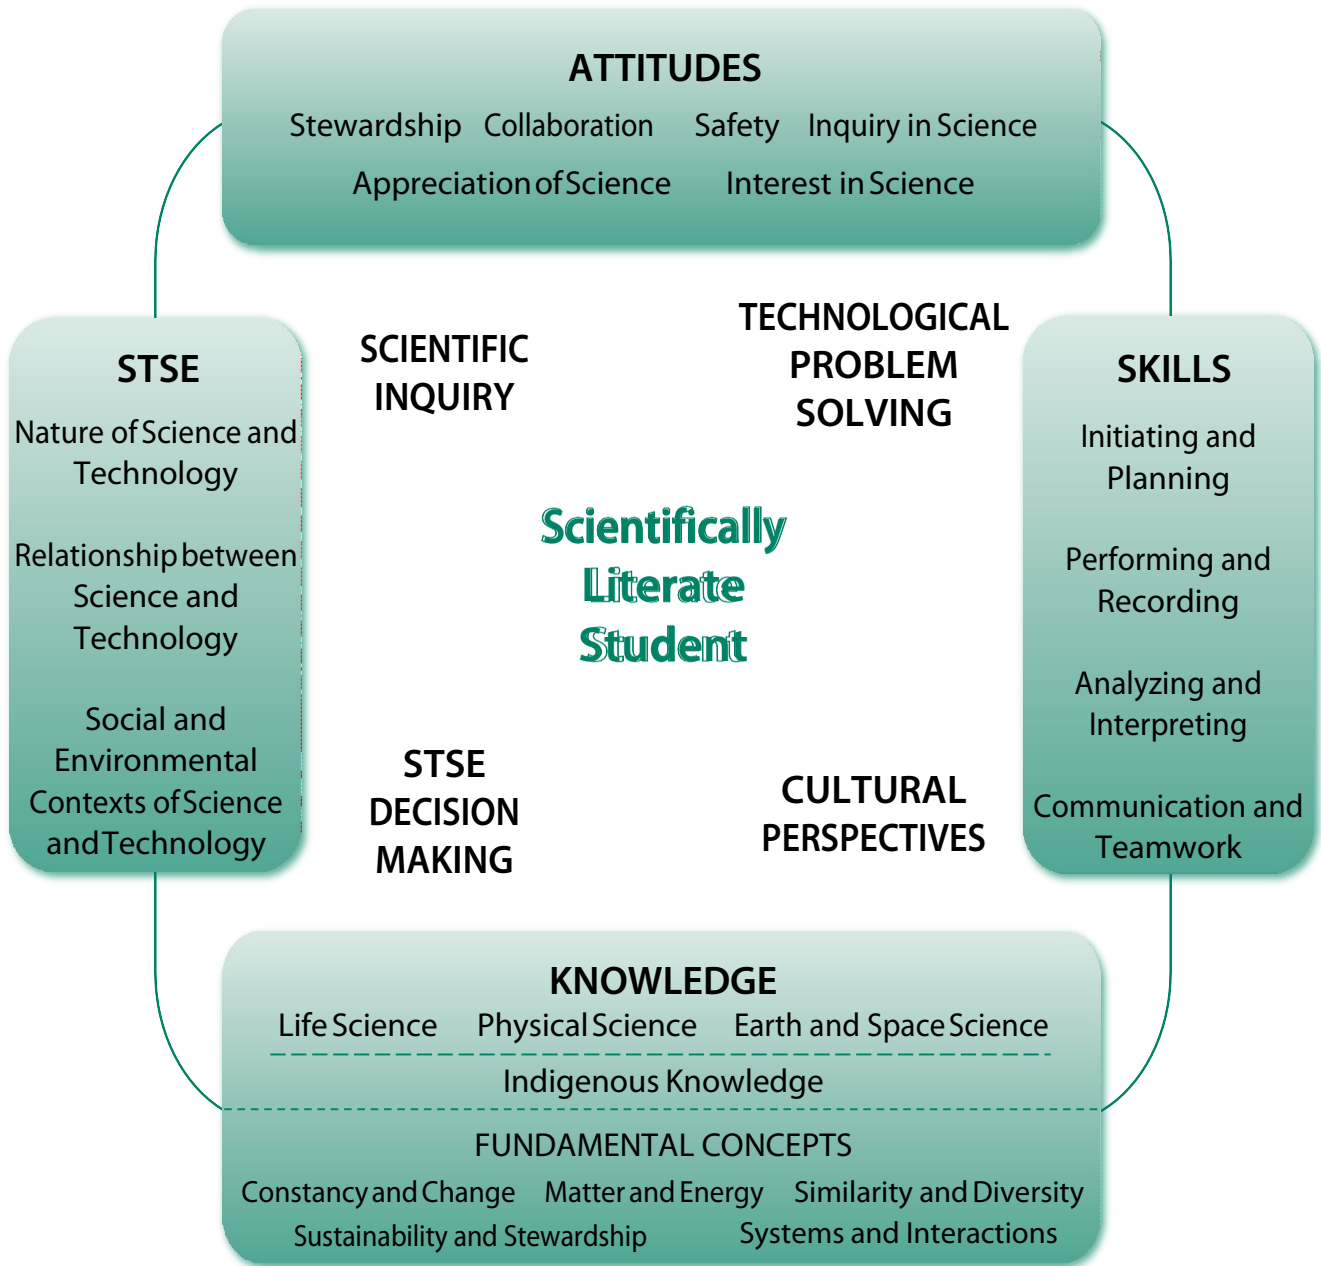 ATTITUDES
Stewardship Collaboration Safety Inquiry in Science
Appreciation of Science Interest in Science
STSE
Nature of Science and
Technology
Relationship between
Science and
Technology
Social and
Environmental
Contexts of Science
and Technology
SCIENTIFIC
INQUIRY
TECHNOLOGICAL
PROBLEM
SOLVING
Scientifically
Literate
Student
STSE
DECISION
MAKING
CULTURAL
PERSPECTIVES
SKILLS
Initiating and
Planning
Performing and
Recording
Analyzing and
Interpreting
Communication and
Teamwork
KNOWLEDGE
Life Science Physical Science Earth and Space Science
Indigenous Knowledge
FUNDAMENTAL CONCEPTS
Constancy and Change Matter and Energy Similarity and Diversity
Sustainability and Stewardship Systems and Interactions